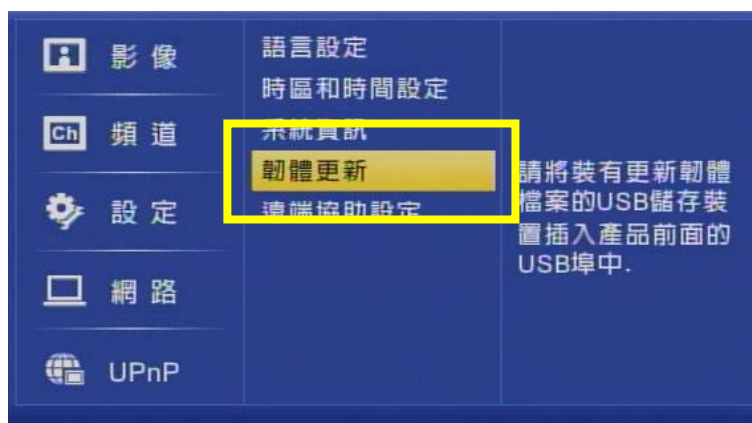 影像
頻道
設定
網路
UPnP
語言設定
時區和時間設定
系統資訊
韌體更新
遠端協助設定
請將裝有更新韌體
檔案的USB儲存裝
置插入產品前面的
USB埠中.
Ch